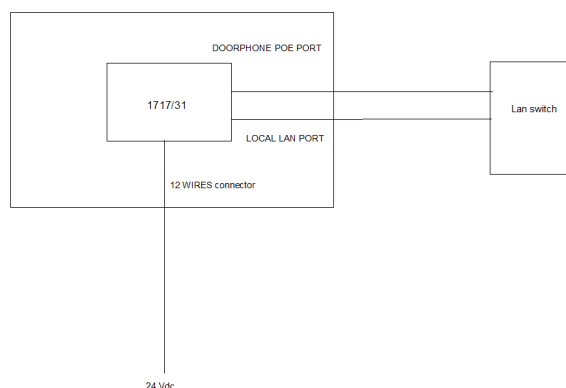 DOORPHONE POE PORT
1717/31
Lan switch
LOCAL LAN PORT
12 WIRES connector
24 Vdc